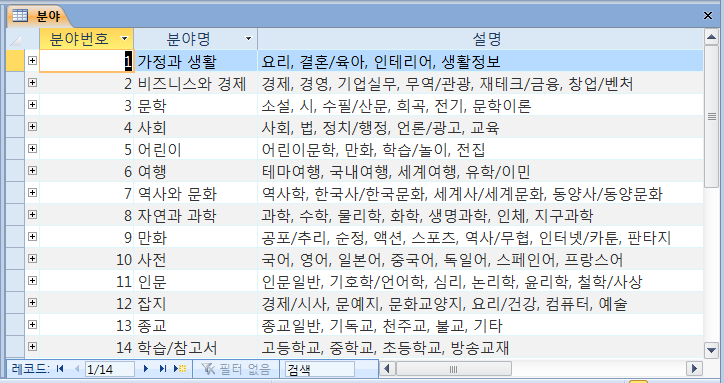 분야
분야번호 분야명 설명
1 가정과 생활 요리, 결혼/육아, 인테리어, 생활정보
2 비즈니스와 경제 경제, 경영, 기업실무, 무역/관광, 재테크/금융, 창업/벤처
3 문학 소설, 시, 수필/산문, 희곡, 전기, 문학이론
4 사회 사회, 법, 정치/행정, 언론/광고, 교육
5 어린이 어린이문학, 만화, 학습/놀이, 전집
6 여행 테마여행, 국내여행, 세계여행, 유학/이민
7 역사와 문화 역사학, 한국사/한국문화, 세계사/세계문화, 동양사/동양문화
8 자연과 과학 과학, 수학, 물리학, 화학, 생명과학, 인체, 지구과학
9 만화 공포/추리, 순정, 액션, 스포츠, 역사/무협, 인터넷/카툰, 판타지
10 사전 국어, 영어, 일본어, 중국어, 독일어, 스페인어, 프랑스어
11 인문 인문일반, 기호학/언어학, 심리, 논리학, 윤리학, 철학/사상
12 잡지 경제/시사, 문예지, 문화교양지, 요리/건강, 컴퓨터, 예술
13 종교 종교일반, 기독교, 천주교, 불교, 기타
14 학습/참고서 고등학교, 중학교, 초등학교, 방송교재
레코드: 1/14 필터 없음 검색